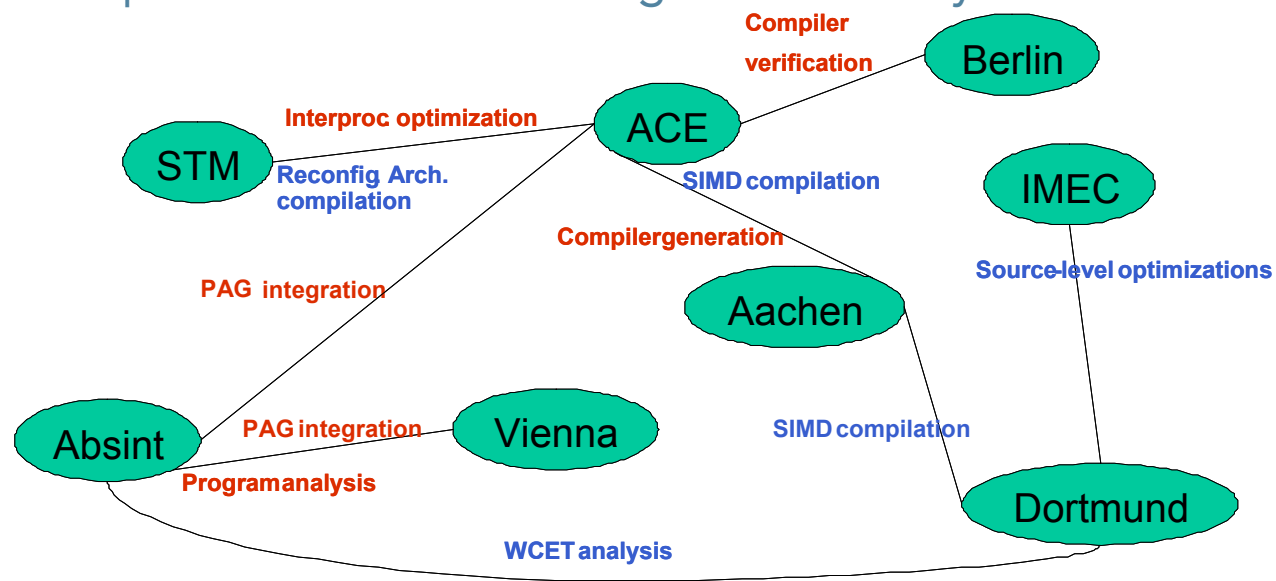 Compiler
verification
Berlin
Interproc. optimization
ACE
STM
Reconfig Arch.
compilation
SIMD compilation
IMEC
Compilergeneration
Source-level optimizations
PAG integration
Aachen
Absint
PAG integration
Vienna
SIMD compilation
Programanalysis
Dortmund
WCET analysis